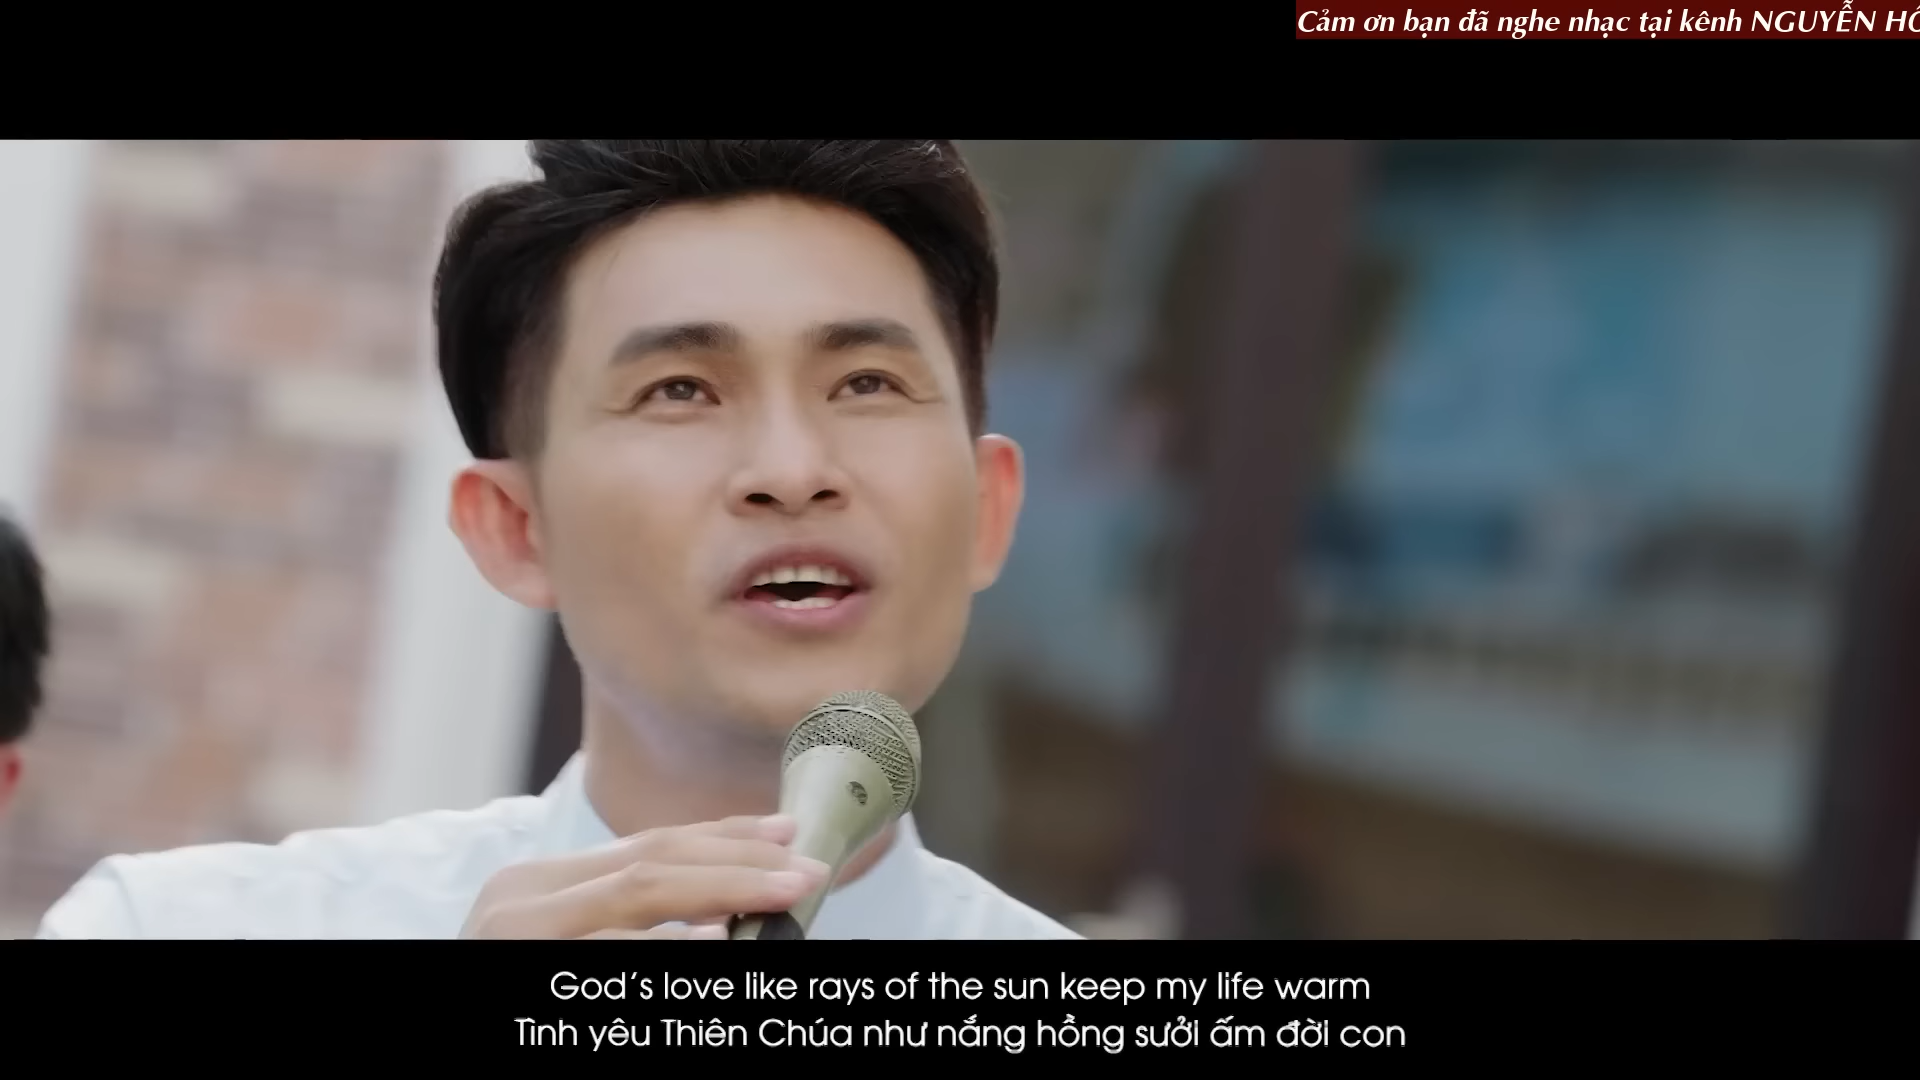 Cảm ơn bạn đã nghe nhạc tại kênh NGUYỄN
God's love like rays of the sun keep my life warm
Tình yêu Thiên Chúa như nắng hồng sưởi ấm đời con